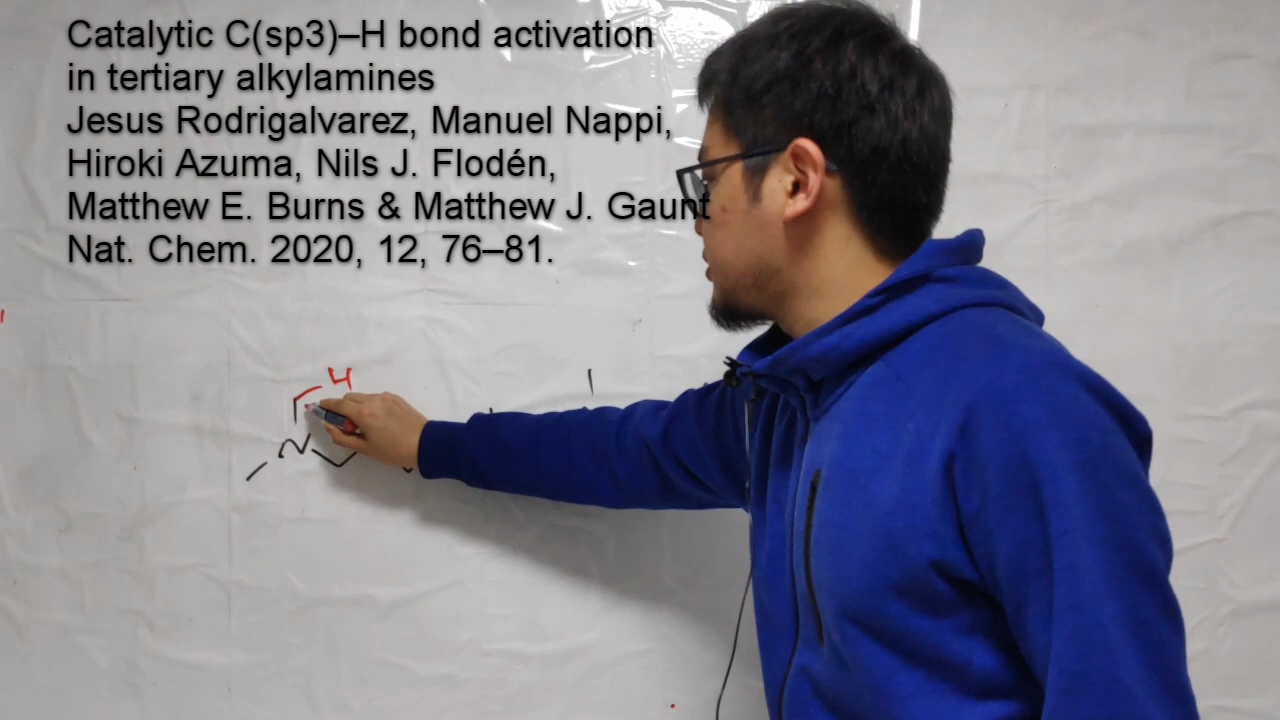 Catalytic C(sp3)–H bond activation
in tertiary alkylamines
Jesus Rodrigalvarez, Manuel Nappi,
Hiroki Azuma, Nils J. Flodén,
Matthew E. Burns & Matthew J. Gaunt
Nat. Chem. 2020, 12, 76–81.
H
N